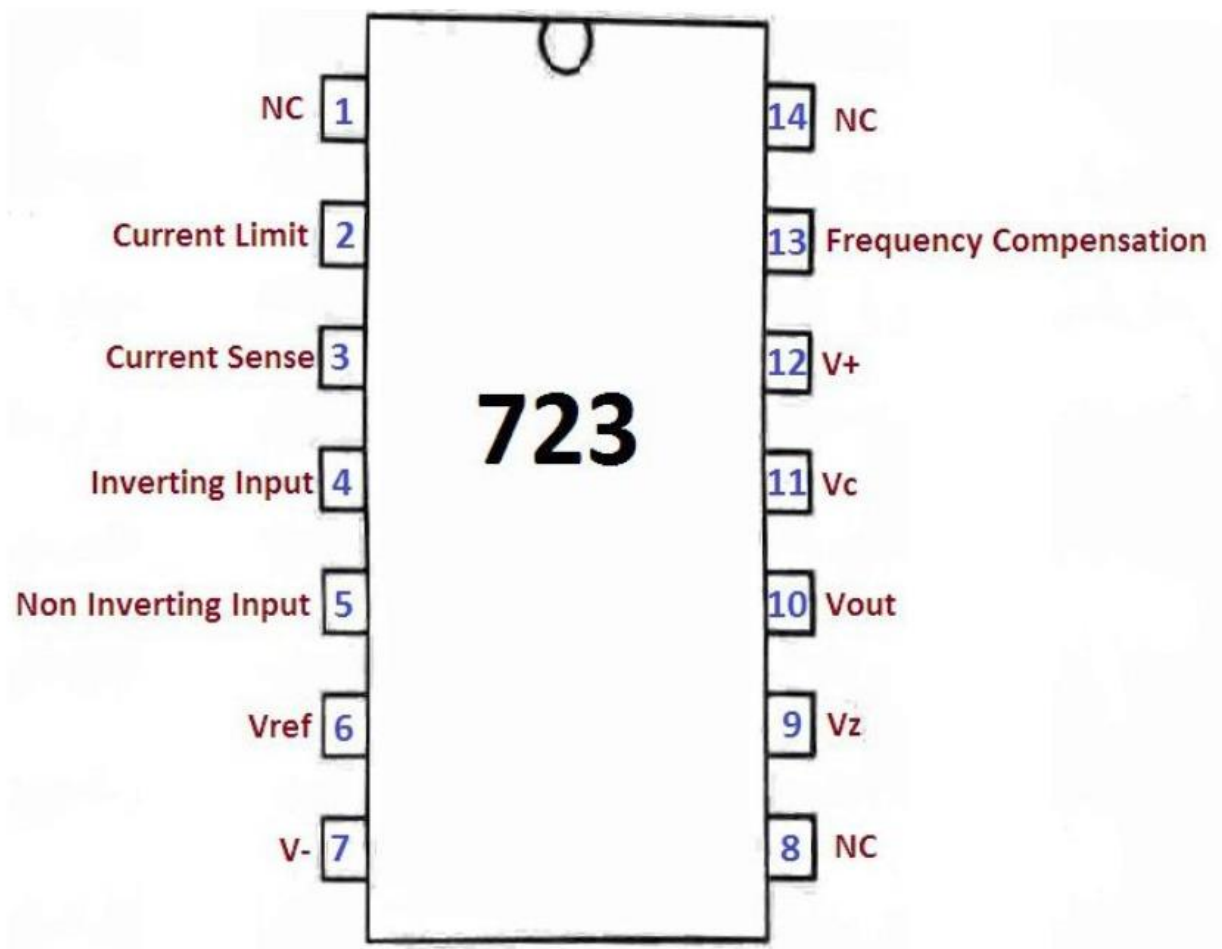 NC 1
14 NC
Current Limit 2
13 Frequency Compensation
Current Sense 3
12 V+
723
Inverting Input 4
11 Vc
Non Inverting Input 5
10 Vout
Vref 6
9 Vz
V- 7
8 NC